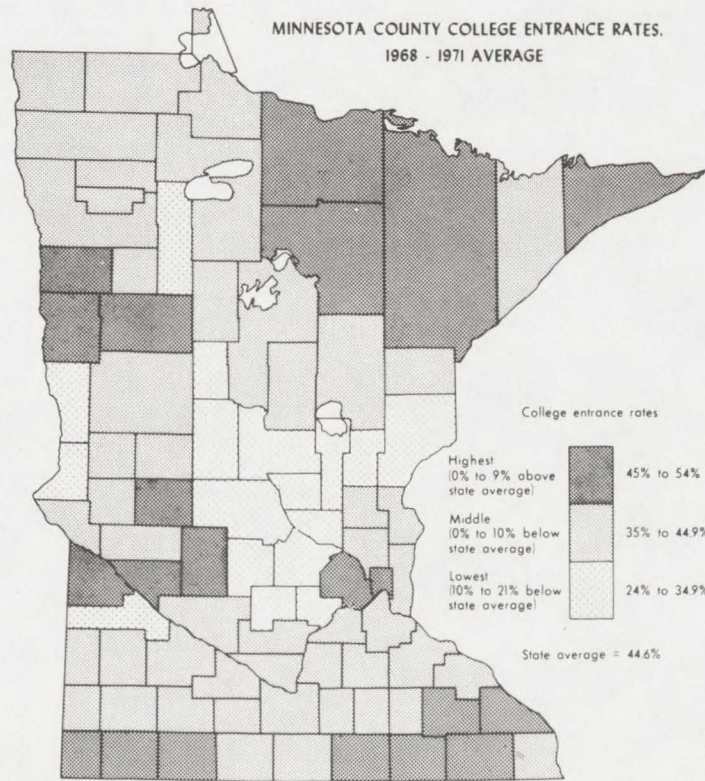 MINNESOTA COUNTY COLLEGE ENTRANCE RATES.
1968 - 1971 AVERAGE
College entrance rates
Highest
(0% to 9% above
state average)
45% to 54%
Middle
(0% to 10% below
state average)
35% to 44.9%
Lowest
(10% to 21% below
state average)
24% to 34.9%
State average = 44.6%